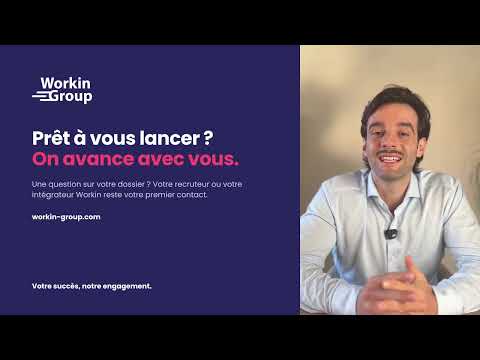 Workin
Group
Prêt à vous lancer ?
On avance avec vous.
Une question sur votre dossier ? Votre recruteur ou votre
intégrateur Workin reste votre premier contact.
workin-group.com
Votre succès, notre engagement.